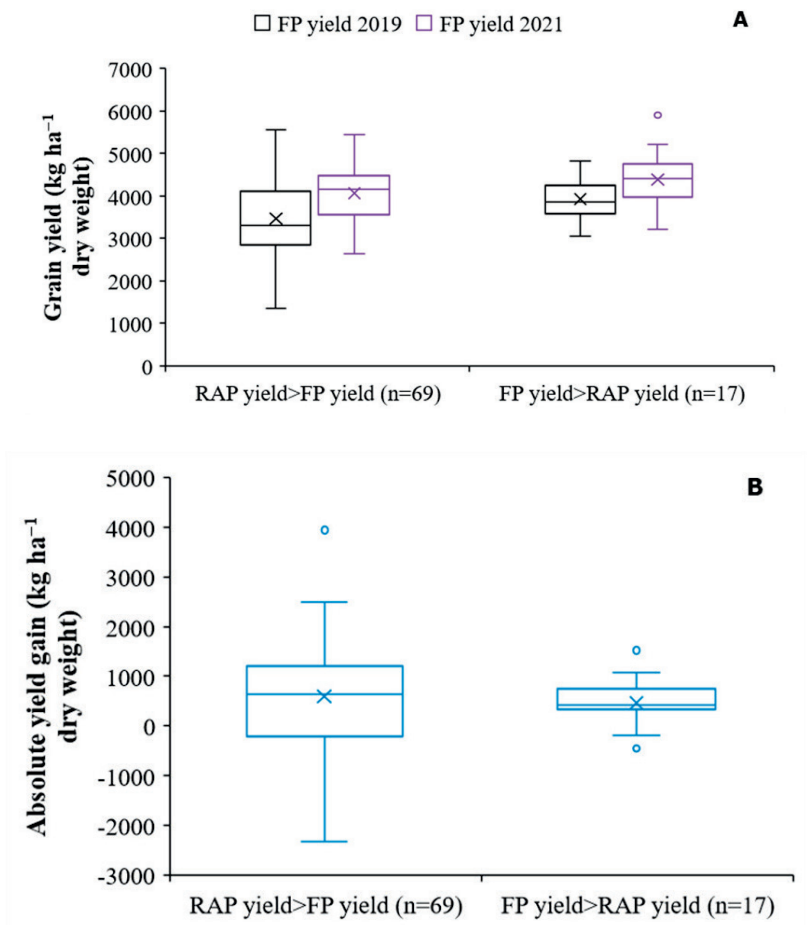 FP yield 2019 FP yield 2021
A
Grain yield (kg ha⁻¹
dry weight)
7000
6000
5000
4000
3000
2000
1000
0
RAP yield>FP yield (n=69) FP yield>RAP yield (n=17)
B
Absolute yield gain (kg ha⁻¹
dry weight)
5000
4000
3000
2000
1000
0
-1000
-2000
-3000
RAP yield>FP yield (n=69) FP yield>RAP yield (n=17)